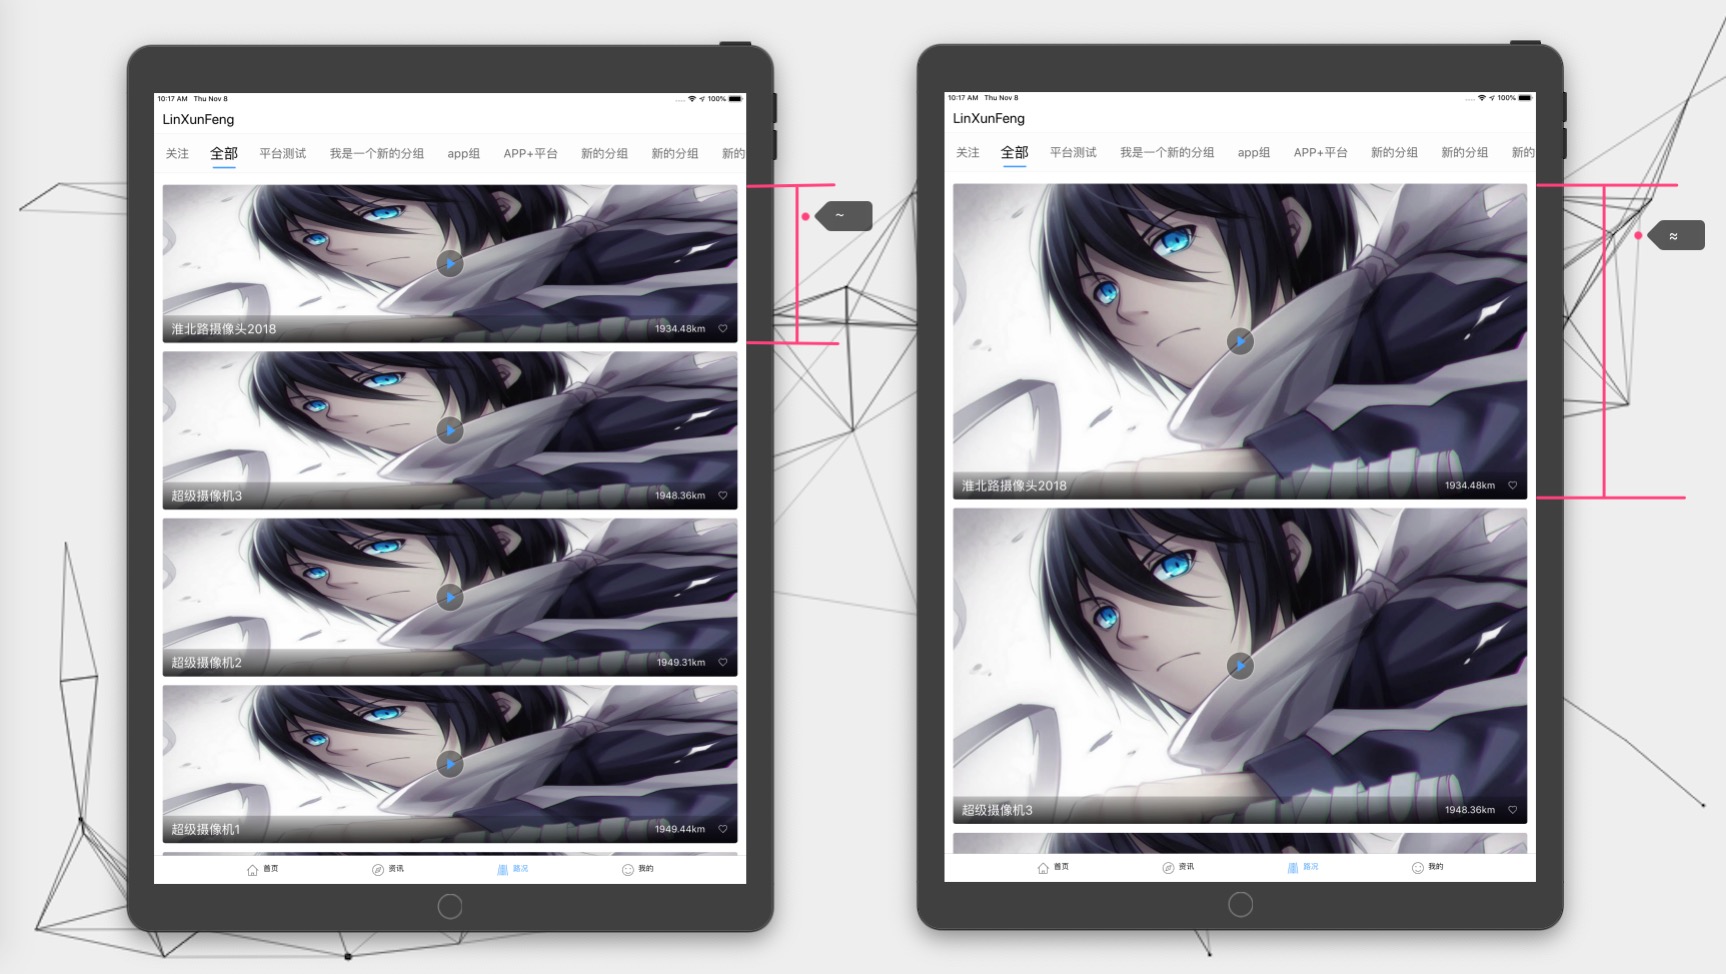 10:17 AM Thu Nov 8
100%
LinXunFeng
关注 全部 平台测试 我是一个新的分组 app组 APP+平台 新的分组 新的分组 新的
~
淮北路摄像头2018 1934.48km
超级摄像机3 1948.36km
超级摄像机2 1949.31km
超级摄像机1 1949.44km
首页 资讯 路况 我的
10:17 AM Thu Nov 8
100%
LinXunFeng
关注 全部 平台测试 我是一个新的分组 app组 APP+平台 新的分组 新的分组 新的
≈
淮北路摄像头2018 1934.48km
超级摄像机3 1948.36km
首页 资讯 路况 我的